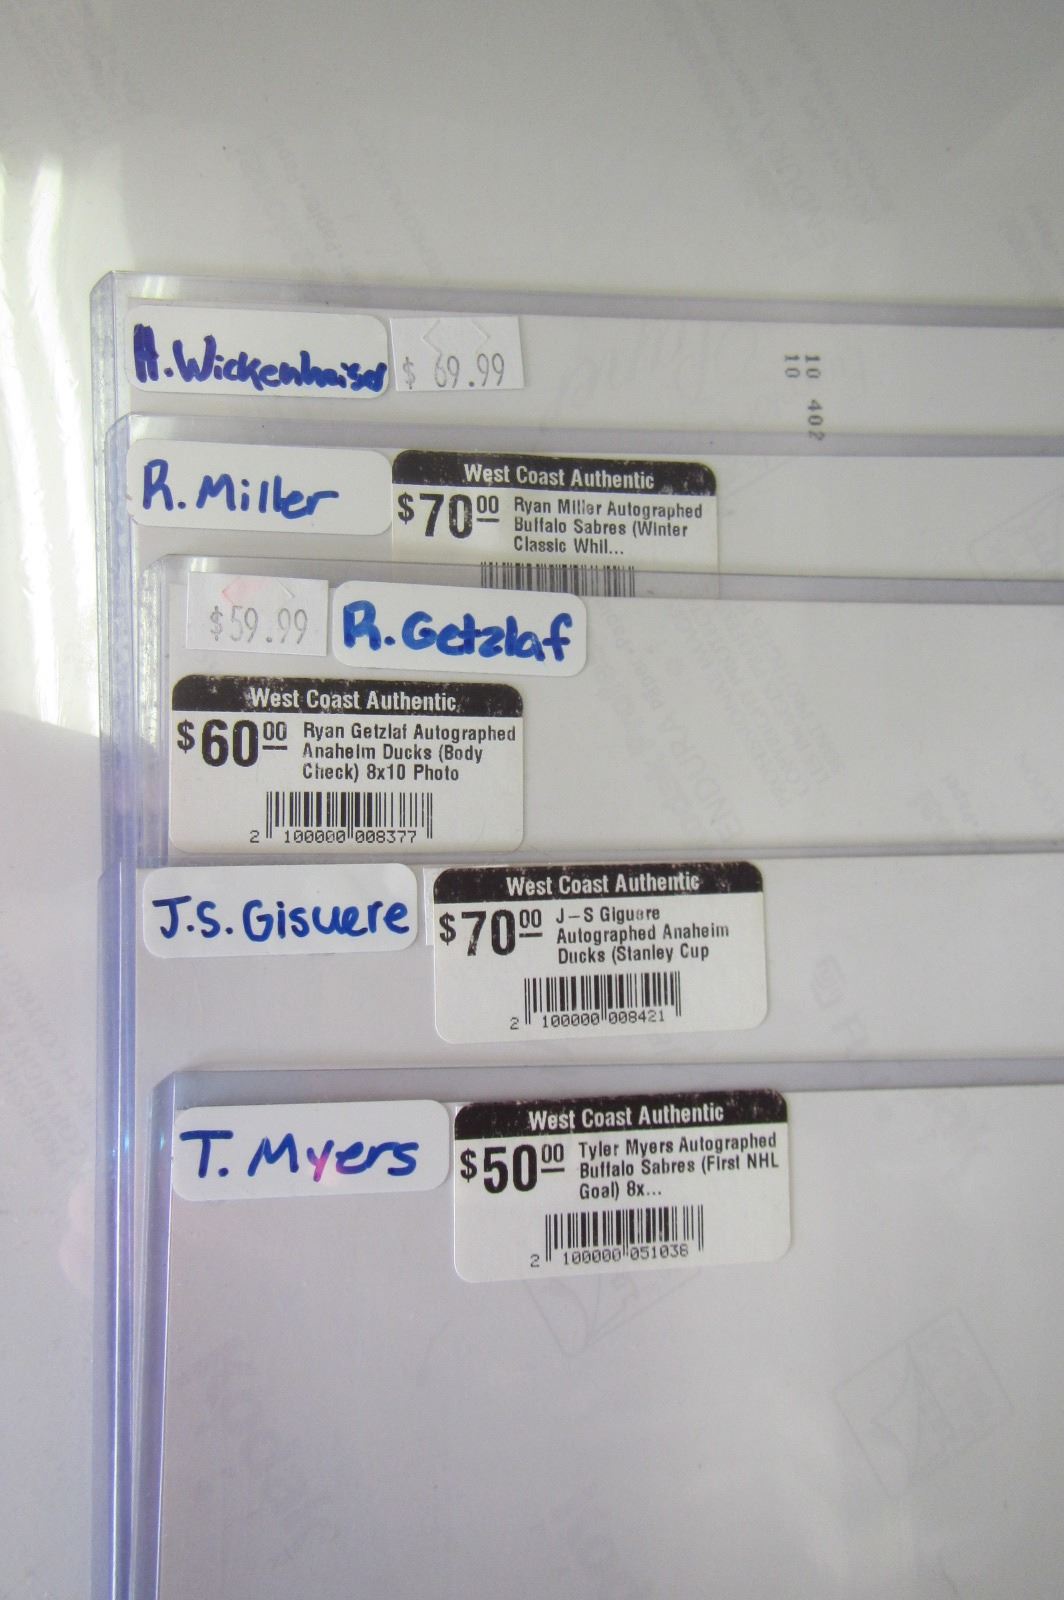 H.Wickenhaiser
$ 69.99
10 402
10
R.Miller
West Coast Authentic
$70 00
Ryan Miller Autographed
Buffalo Sabres (Winter
Classic Whil...
$59.99
R.Getzlaf
West Coast Authentic
$60 00
Ryan Getzlaf Autographed
Anaheim Ducks (Body
Check) 8x10 Photo
2 100000 008377
J.S.Gisuere
West Coast Authentic
$70 00
J-S Giguere
Autographed Anaheim
Ducks (Stanley Cup
2 100000 008421
T.Myers
West Coast Authentic
$50 00
Tyler Myers Autographed
Buffalo Sabres (First NHL
Goal) 8x...
2 100000 051038